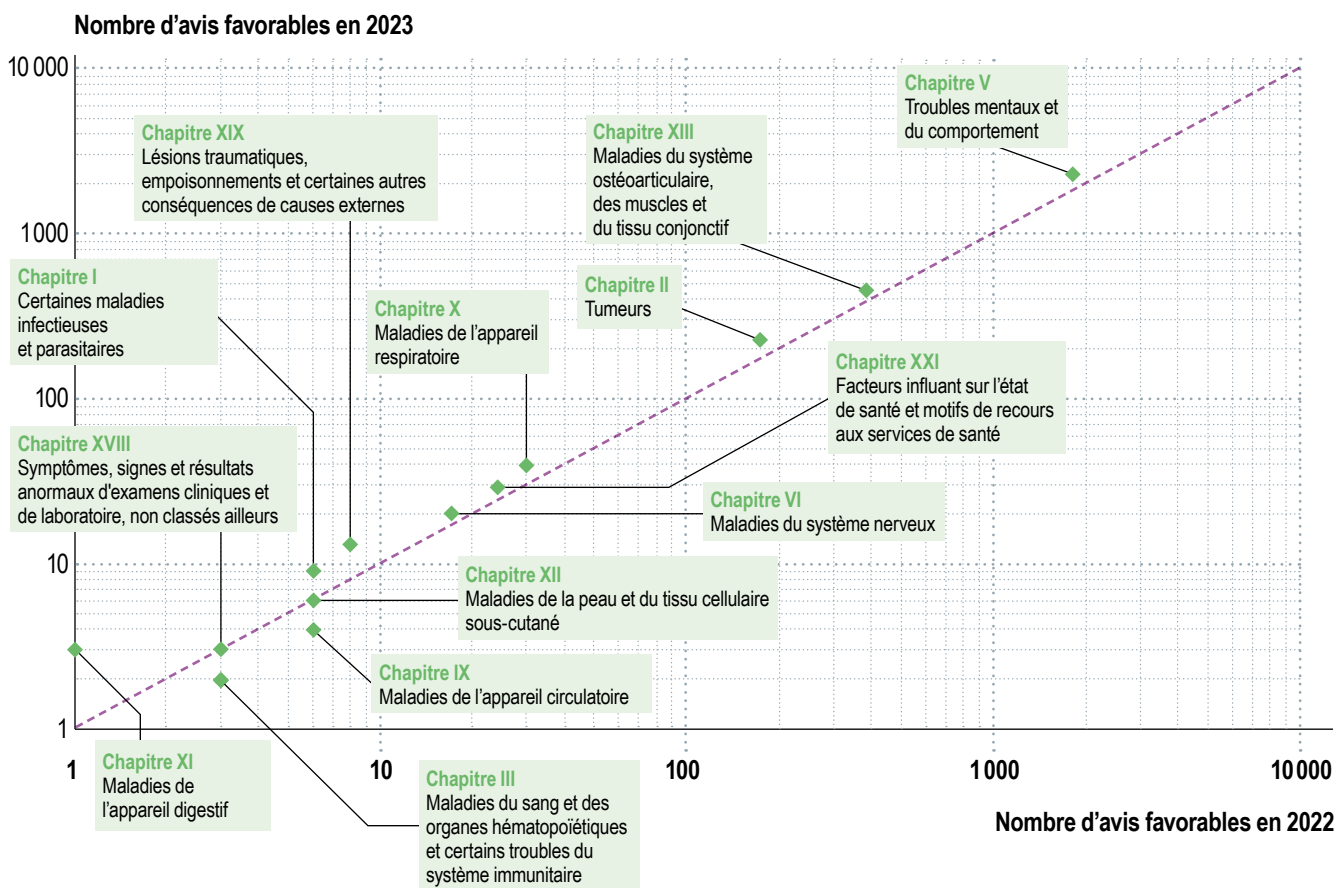 Nombre d’avis favorables en 2023
10 000
1 000
100
10
1
Chapitre V
Troubles mentaux et
du comportement
Chapitre XIX
Lésions traumatiques,
empoisonnements et certaines autres
conséquences de causes externes
Chapitre XIII
Maladies du système
ostéoarticulaire,
des muscles et
du tissu conjonctif
Chapitre I
Certaines maladies
infectieuses
et parasitaires
Chapitre X
Maladies de l’appareil
respiratoire
Chapitre II
Tumeurs
Chapitre XXI
Facteurs influant sur l’état
de santé et motifs de recours
aux services de santé
Chapitre XVIII
Symptômes, signes et résultats
anormaux d'examens cliniques et
de laboratoire, non classés ailleurs
Chapitre VI
Maladies du système nerveux
Chapitre XII
Maladies de la peau et du tissu cellulaire
sous-cutané
Chapitre IX
Maladies de l’appareil circulatoire
Chapitre XI
Maladies de
l’appareil digestif
Chapitre III
Maladies du sang et des
organes hématopoïétiques
et certains troubles du
système immunitaire
1
10
100
1 000
10 000
Nombre d’avis favorables en 2022